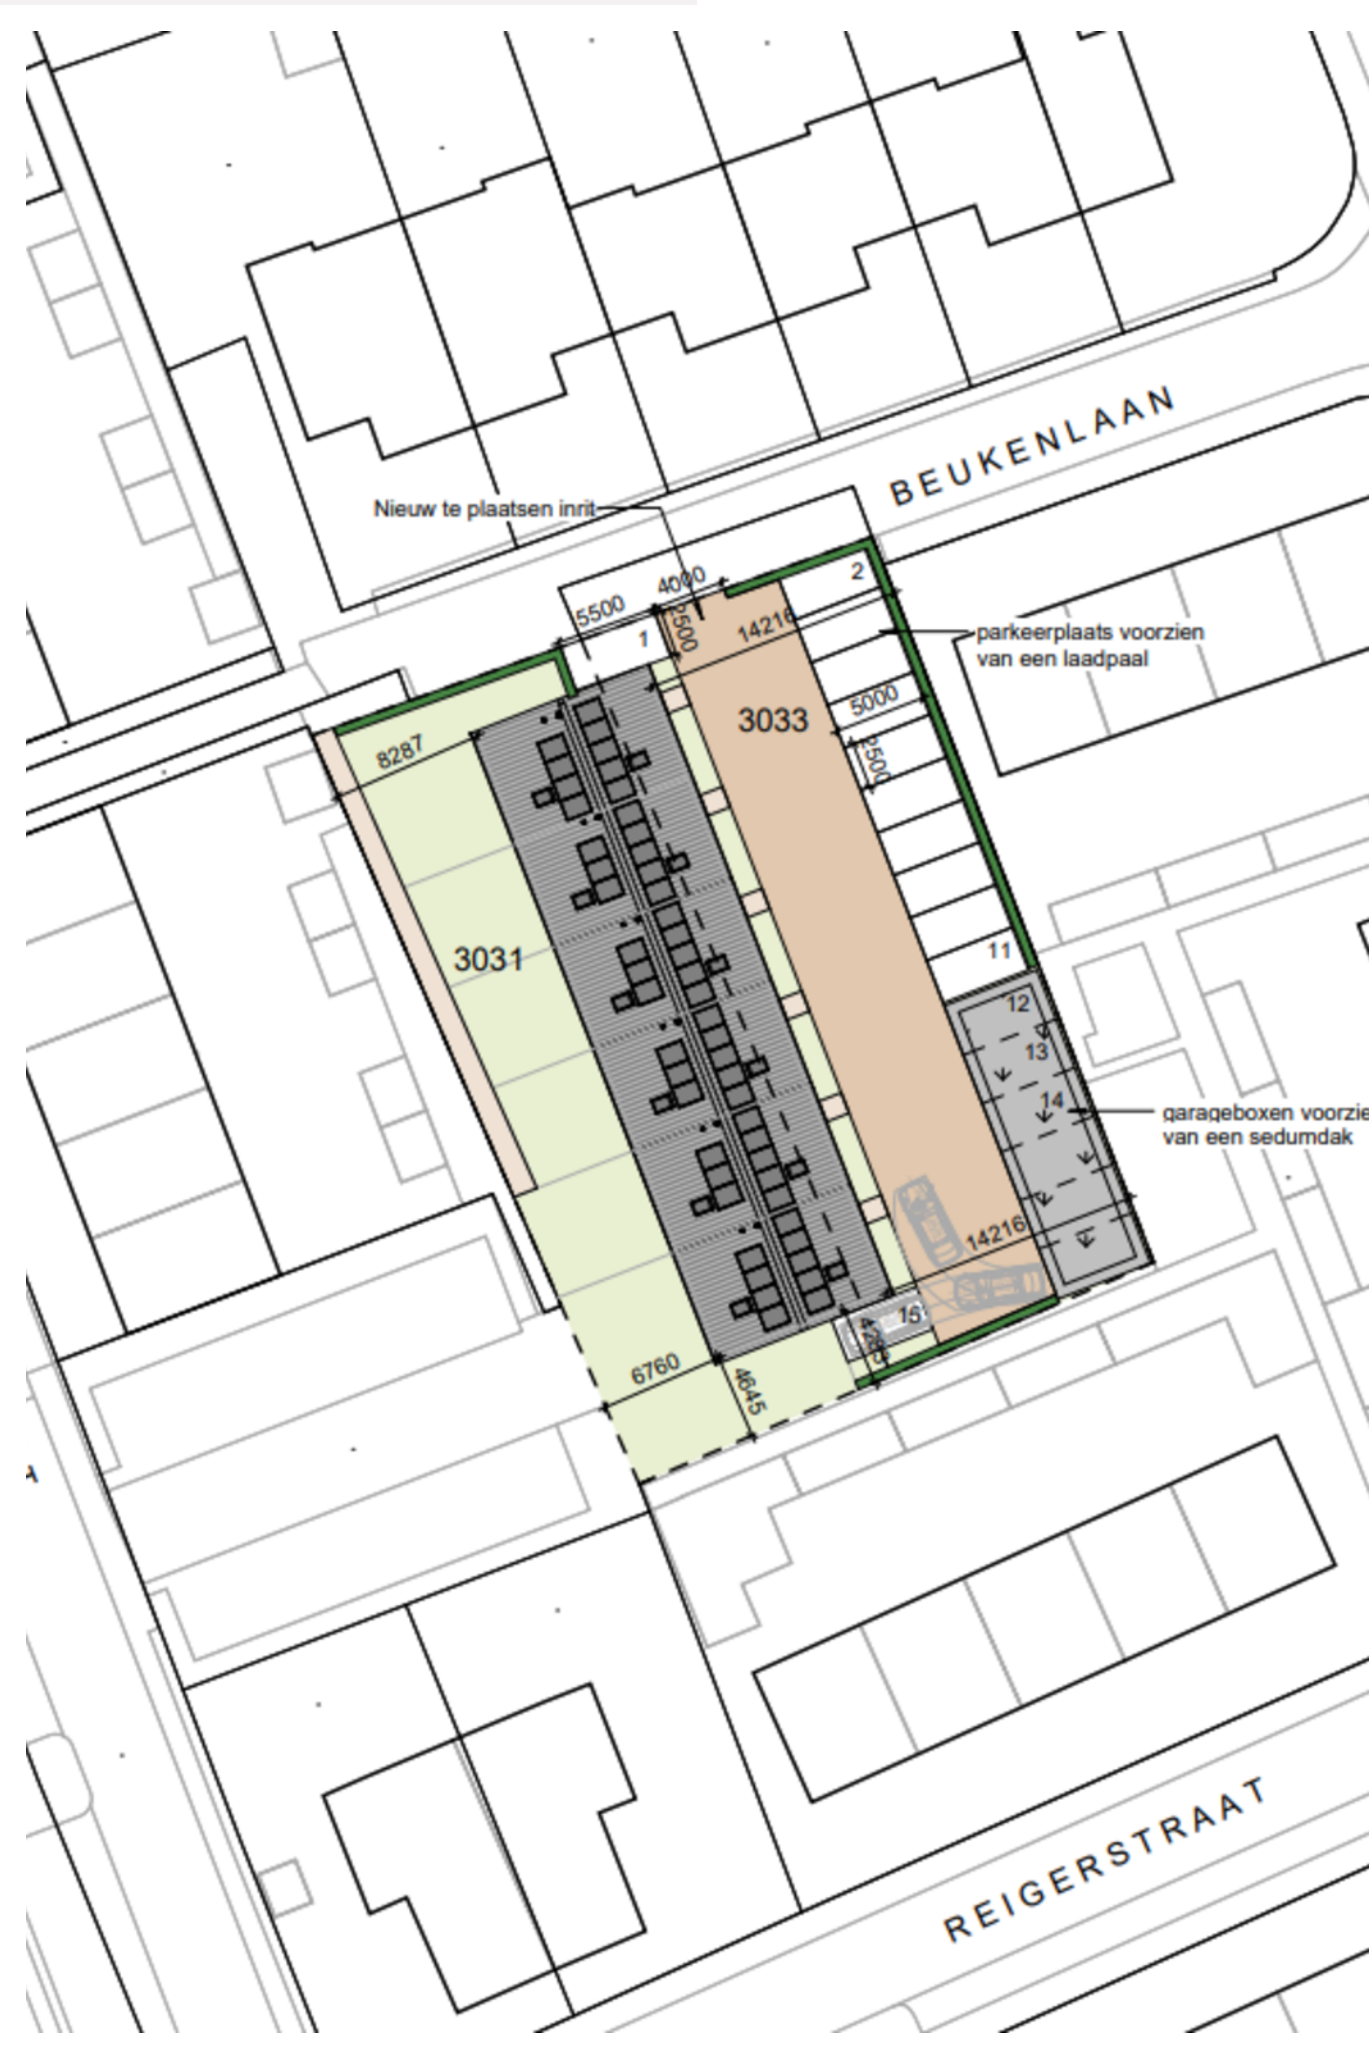 BEUKENLAAN
Nieuw te plaatsen inrit
4000
5500
2
1
2500
14216
parkeerplaats voorzien
van een laadpaal
5000
3033
8287
2500
11
3031
12
13
14
garageboxen voorzie
van een sedumdak
14216
15
6760
4645
REIGERSTRAAT